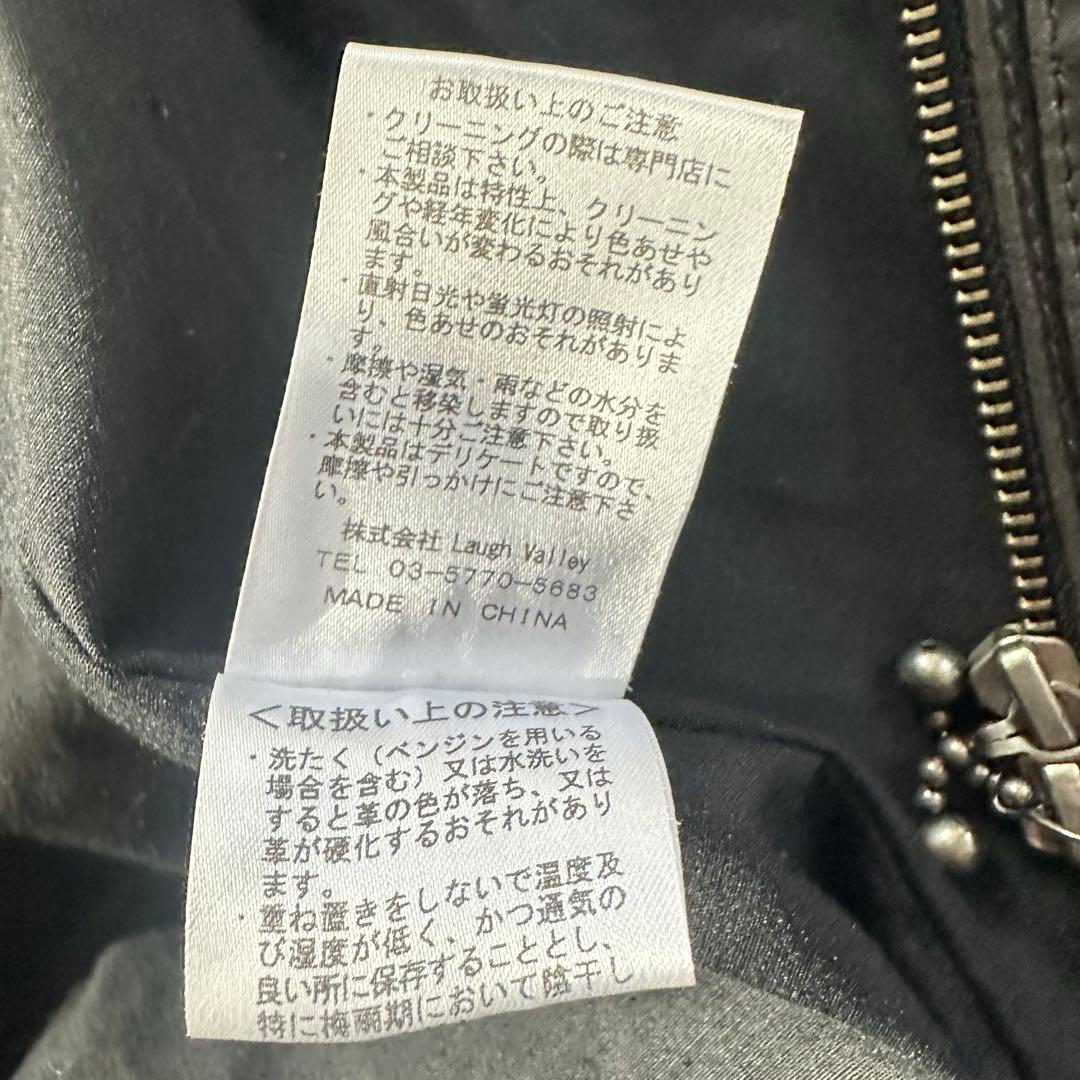 お取扱い上のご注意
・クリーニングの際は専門店に
ご相談下さい。
・本製品は特性上、クリーニン
グや経年変化により色あせや
風合いが変わるおそれがあり
ます。
・直射日光や蛍光灯の照射によ
り、色あせのおそれがありま
す。
・摩擦や湿気・雨などの水分を
含むと移染しますので取り扱
いには十分ご注意下さい。
・本製品はデリケートですので、
摩擦や引っかけにご注意下さ
い。
株式会社 Laugh Valley
TEL 03-5770-5683
MADE IN CHINA
＜取扱い上の注意＞
・洗たく（ベンジンを用いる
場合を含む）又は水洗いを
すると革の色が落ち、又は
革が硬化するおそれがあり
ます。
・重ね置きをしないで温度及
び湿度が低く、かつ通気の
良い所に保存することとし、
特に梅雨期において陰干し